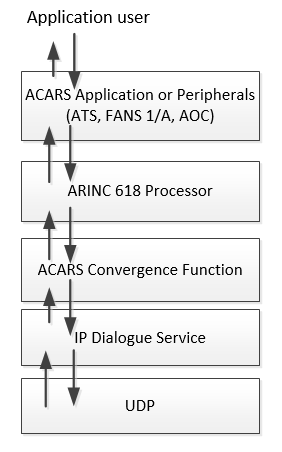 Application user
ACARS Application or Peripherals
(ATS, FANS 1/A, AOC)
ARINC 618 Processor
ACARS Convergence Function
IP Dialogue Service
UDP